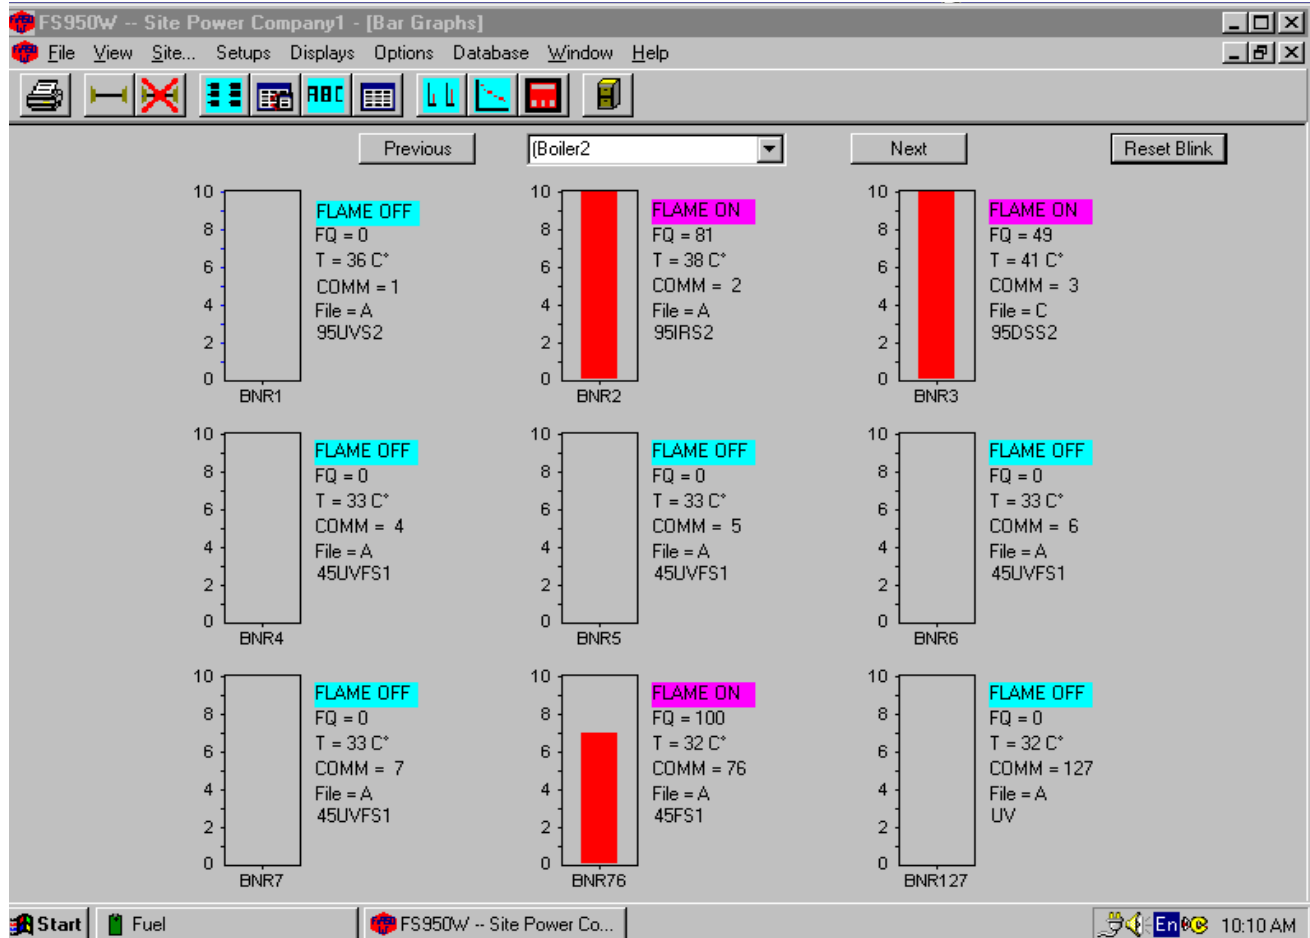 FS950W -- Site Power Company1 - [Bar Graphs]
File View Site... Setups Displays Options Database Window Help
ABC
Previous (Boiler2 Next Reset Blink
10 8 6 4 2 0
FLAME OFF
FQ = 0
T = 36 C°
COMM = 1
File = A
95UVS2
BNR1
10 8 6 4 2 0
FLAME ON
FQ = 81
T = 38 C°
COMM = 2
File = A
95IRS2
BNR2
10 8 6 4 2 0
FLAME ON
FQ = 49
T = 41 C°
COMM = 3
File = C
95DSS2
BNR3
10 8 6 4 2 0
FLAME OFF
FQ = 0
T = 33 C°
COMM = 4
File = A
45UVFS1
BNR4
10 8 6 4 2 0
FLAME OFF
FQ = 0
T = 33 C°
COMM = 5
File = A
45UVFS1
BNR5
10 8 6 4 2 0
FLAME OFF
FQ = 0
T = 33 C°
COMM = 6
File = A
45UVFS1
BNR6
10 8 6 4 2 0
FLAME OFF
FQ = 0
T = 33 C°
COMM = 7
File = A
45UVFS1
BNR7
10 8 6 4 2 0
FLAME ON
FQ = 100
T = 32 C°
COMM = 76
File = A
45FS1
BNR76
10 8 6 4 2 0
FLAME OFF
FQ = 0
T = 32 C°
COMM = 127
File = A
UV
BNR127
Start Fuel FS950W -- Site Power Co... En 10:10 AM